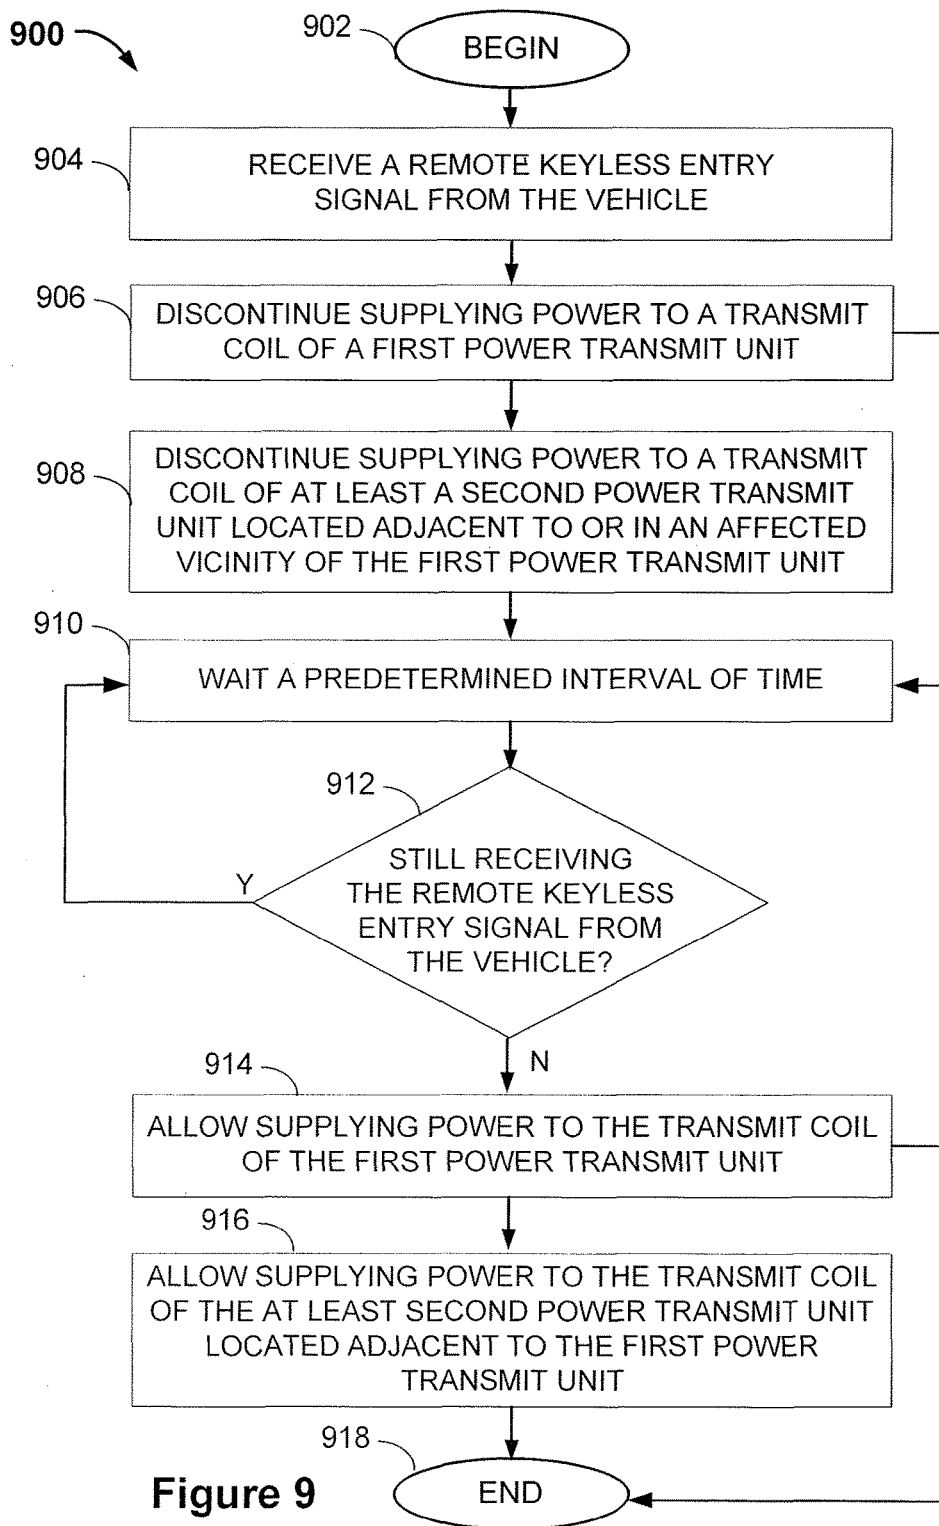 900
902
BEGIN
904
RECEIVE A REMOTE KEYLESS ENTRY
SIGNAL FROM THE VEHICLE
906
DISCONTINUE SUPPLYING POWER TO A TRANSMIT
COIL OF A FIRST POWER TRANSMIT UNIT
908
DISCONTINUE SUPPLYING POWER TO A TRANSMIT
COIL OF AT LEAST A SECOND POWER TRANSMIT
UNIT LOCATED ADJACENT TO OR IN AN AFFECTED
VICINITY OF THE FIRST POWER TRANSMIT UNIT
910
WAIT A PREDETERMINED INTERVAL OF TIME
912
STILL RECEIVING
THE REMOTE KEYLESS
ENTRY SIGNAL FROM
THE VEHICLE?
Y
N
914
ALLOW SUPPLYING POWER TO THE TRANSMIT COIL
OF THE FIRST POWER TRANSMIT UNIT
916
ALLOW SUPPLYING POWER TO THE TRANSMIT COIL
OF THE AT LEAST SECOND POWER TRANSMIT UNIT
LOCATED ADJACENT TO THE FIRST POWER
TRANSMIT UNIT
918
END
Figure 9